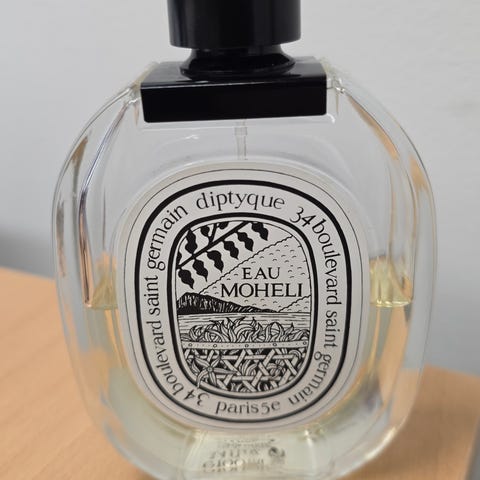 diptyque 34 boulevard saint germain paris 5e 34 boulevard saint germain
EAU
MOHELI